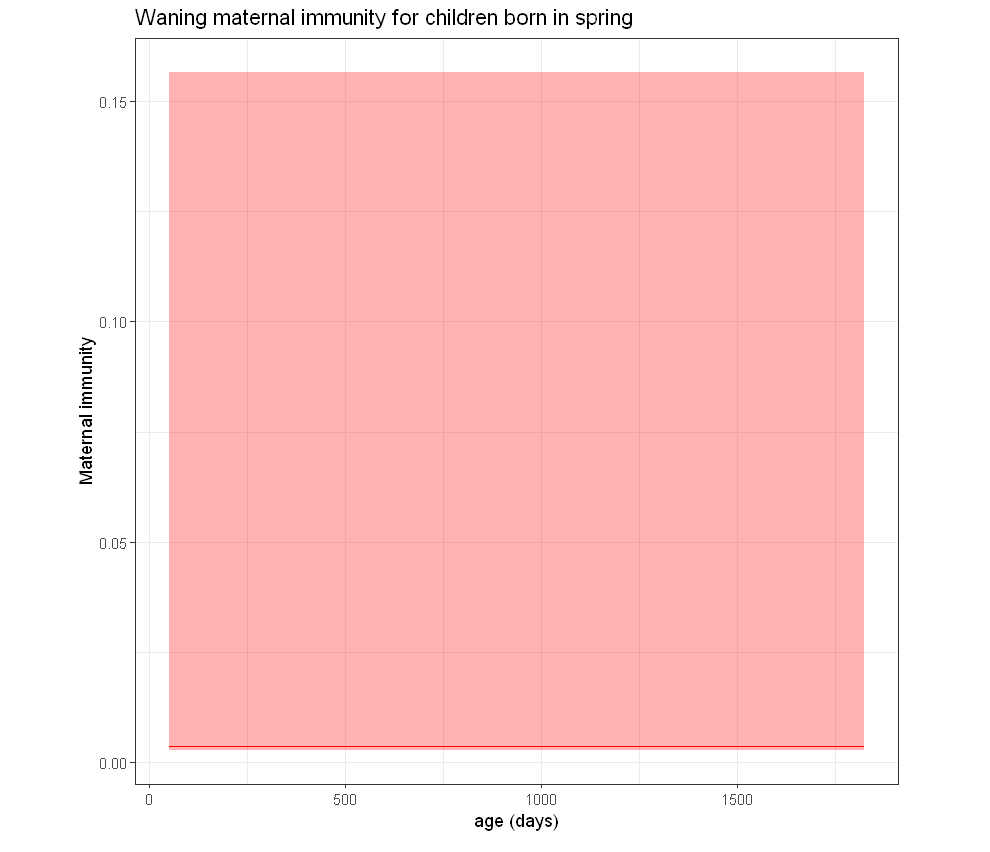 Waning maternal immunity for children born in spring
0.15
0.10
0.05
0.00
Maternal immunity
0 500 1000 1500
age (days)